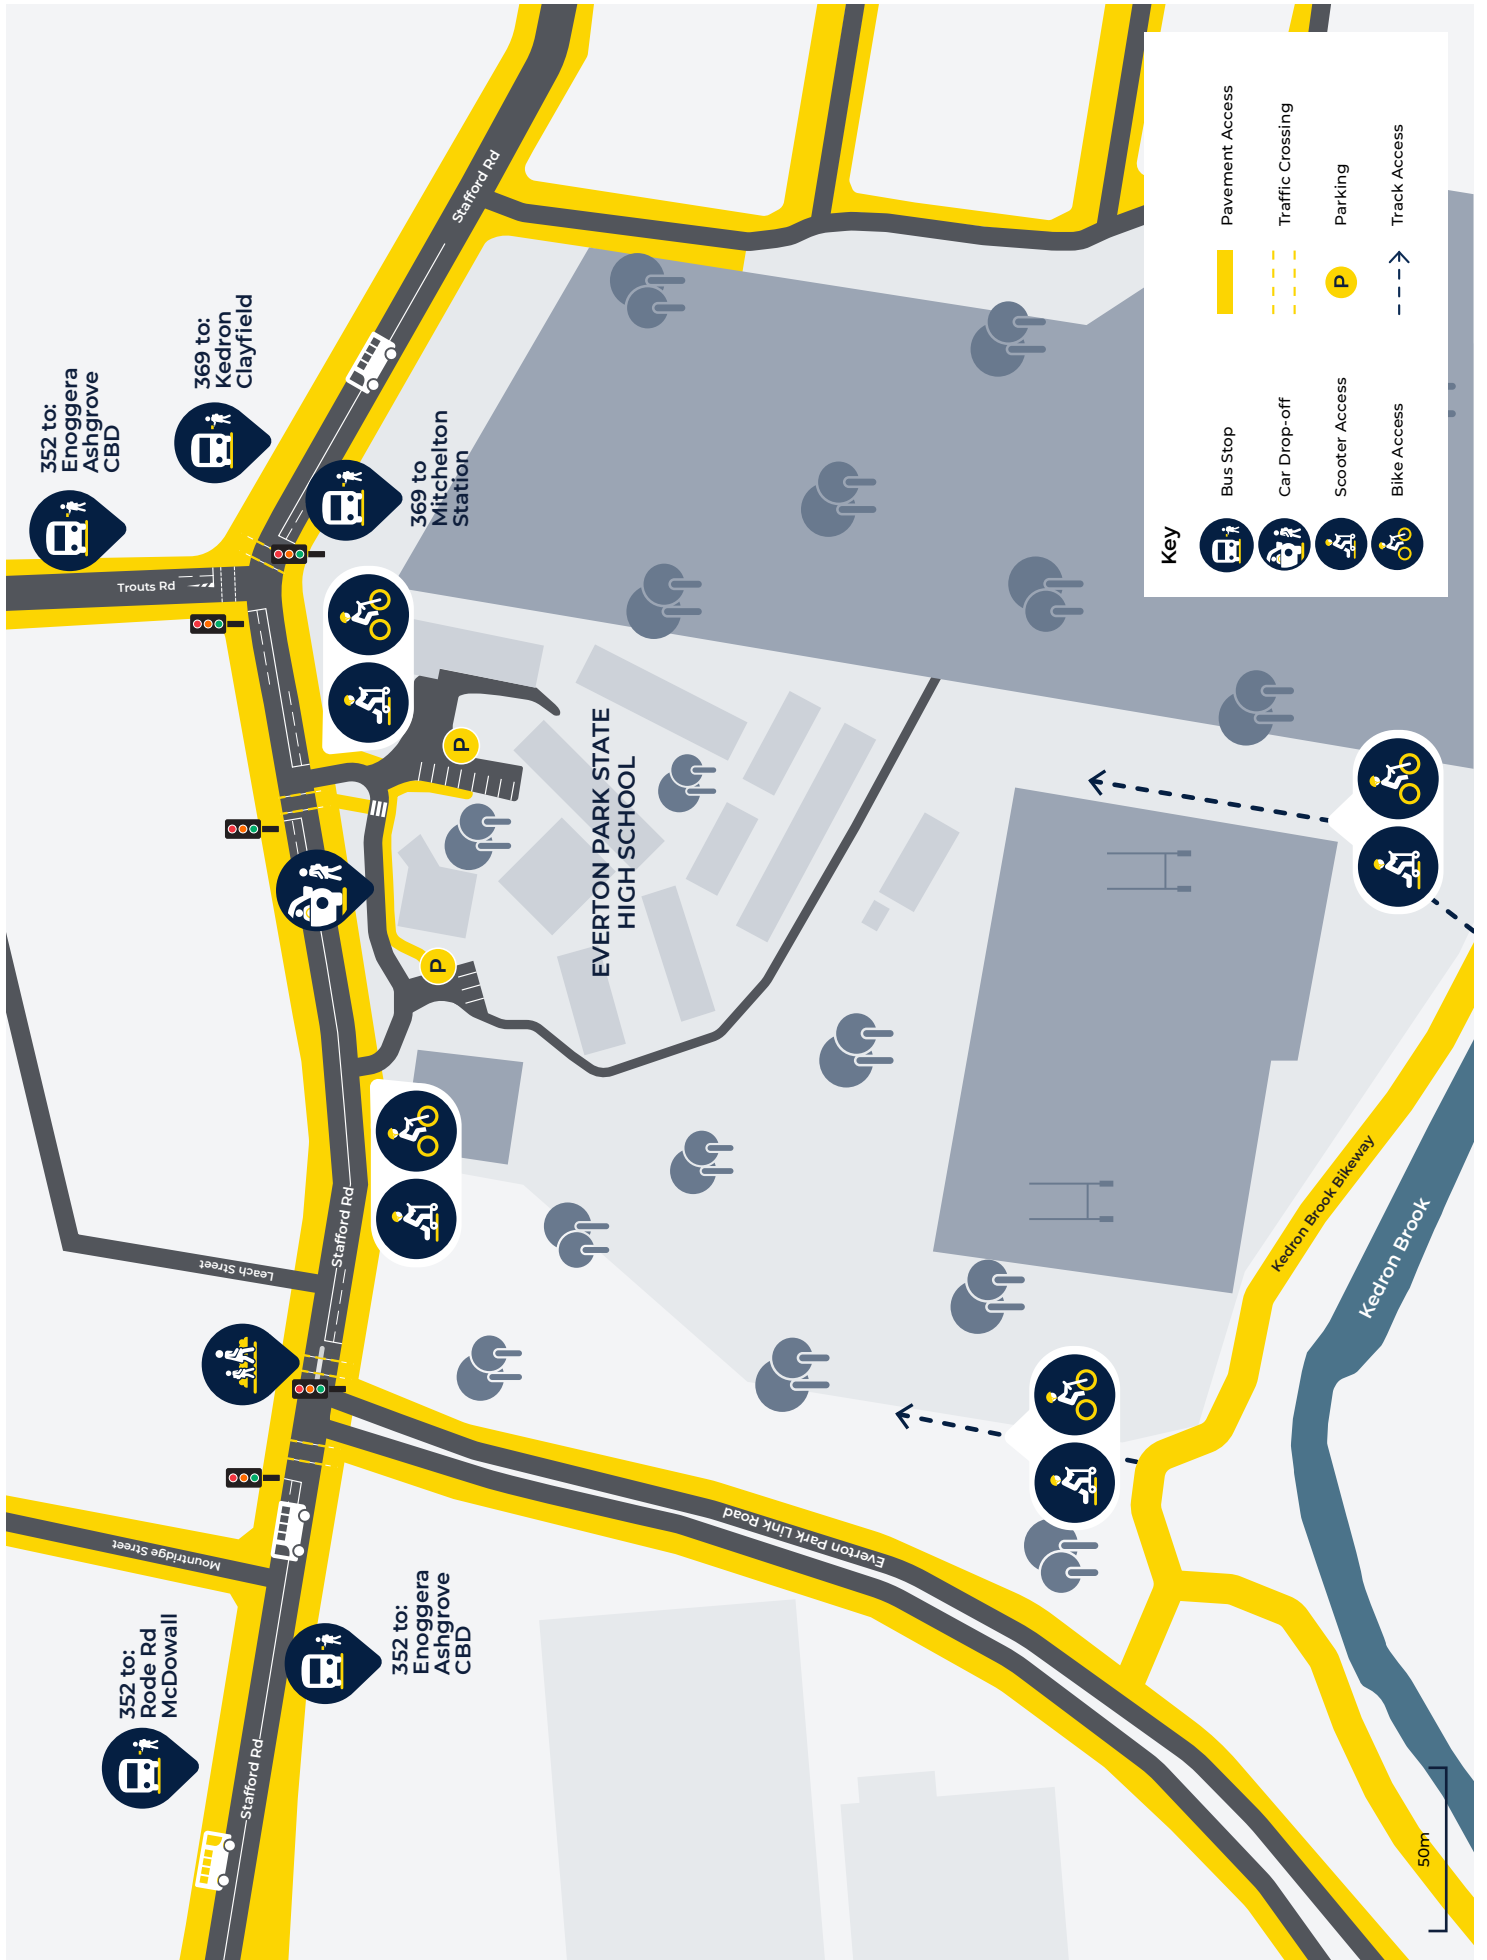 352 to:
Rode Rd
McDowall
352 to:
Enoggera
Ashgrove
CBD
352 to:
Enoggera
Ashgrove
CBD
369 to:
Kedron
Clayfield
369 to
Mitchelton
Station
Stafford Rd
Mountridge Street
Leach Street
Stafford Rd
Trouts Rd
Stafford Rd
Everton Park Link Road
P
P
EVERTON PARK STATE
HIGH SCHOOL
Kedron Brook Bikeway
Kedron Brook
50m
Key
Bus Stop
Car Drop-off
Scooter Access
Bike Access
Pavement Access
Traffic Crossing
P
Parking
Track Access